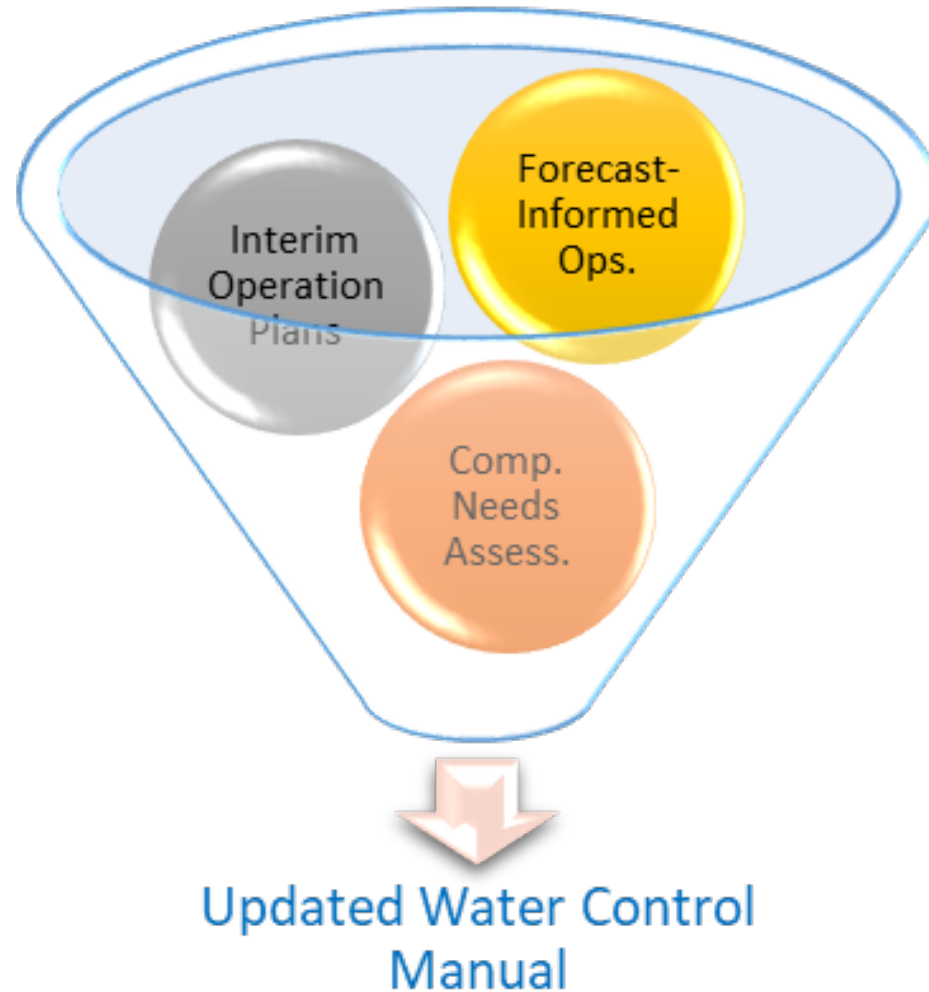 Interim
Operation
Plans
Forecast-
Informed
Ops.
Comp.
Needs
Assess.
Updated Water Control
Manual